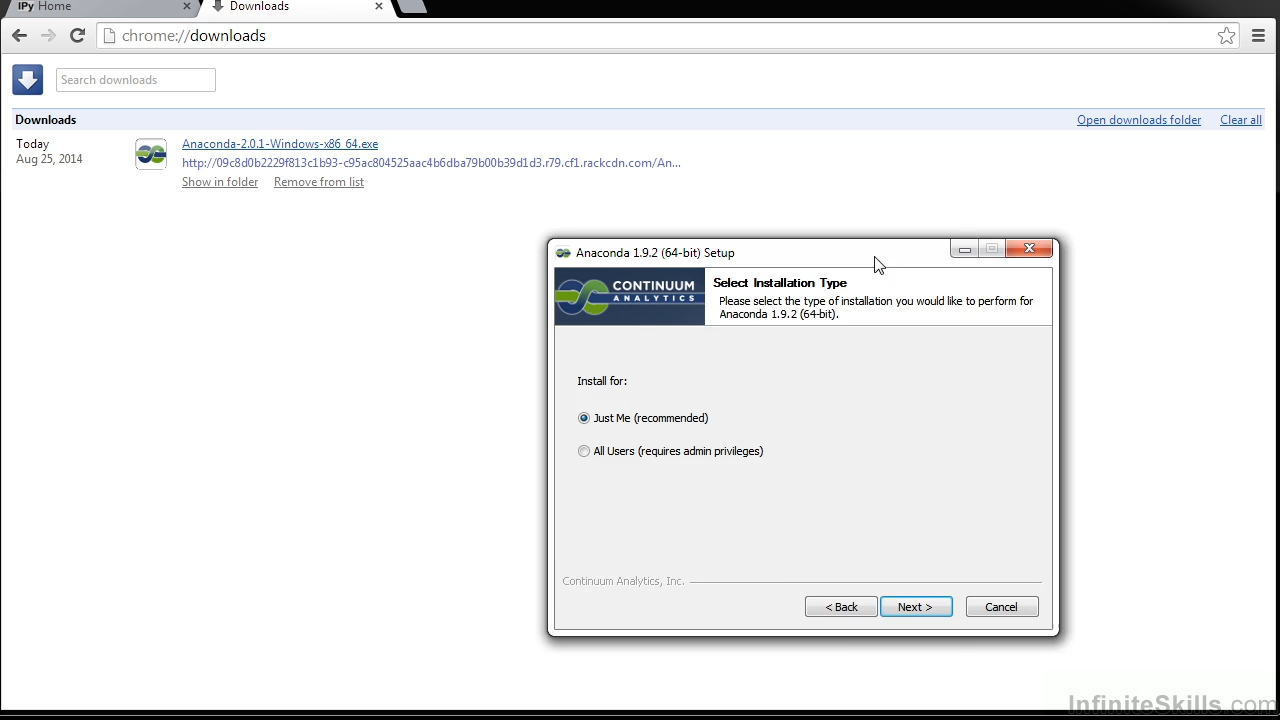 IPy Home
Downloads
chrome://downloads
Search downloads
Downloads
Open downloads folder
Clear all
Today
Aug 25, 2014
Anaconda-2.0.1-Windows-x86_64.exe
http://09c8d0b2229f813c1b93-c95ac804525aac4b6dba79b00b39d1d3.r79.cf1.rackcdn.com/An...
Show in folder
Remove from list
Anaconda 1.9.2 (64-bit) Setup
CONTINUUM
ANALYTICS
Select Installation Type
Please select the type of installation you would like to perform for
Anaconda 1.9.2 (64-bit).
Install for:
Just Me (recommended)
All Users (requires admin privileges)
Continuum Analytics, Inc.
< Back
Next >
Cancel
InfiniteSkills.com